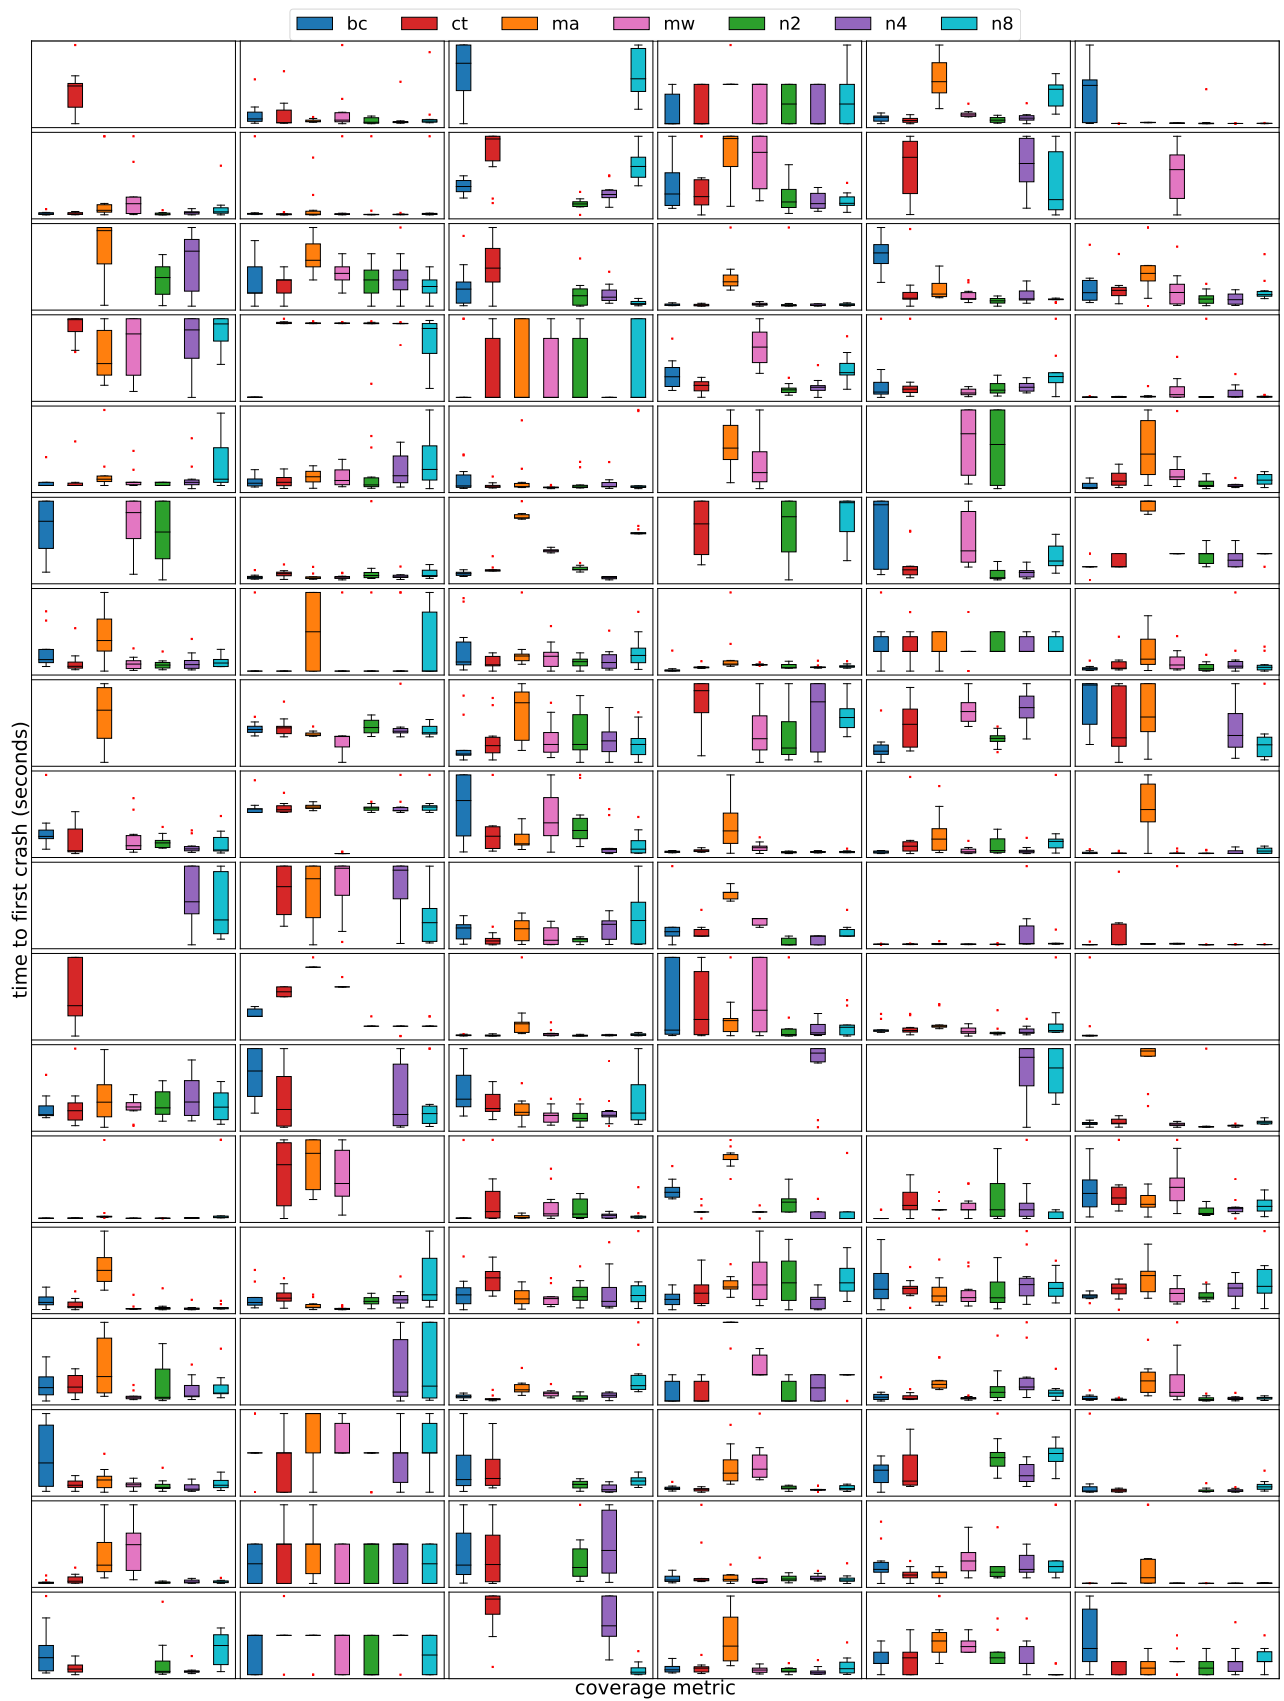 bc ct ma mw n2 n4 n8
time to first crash (seconds)
coverage metric